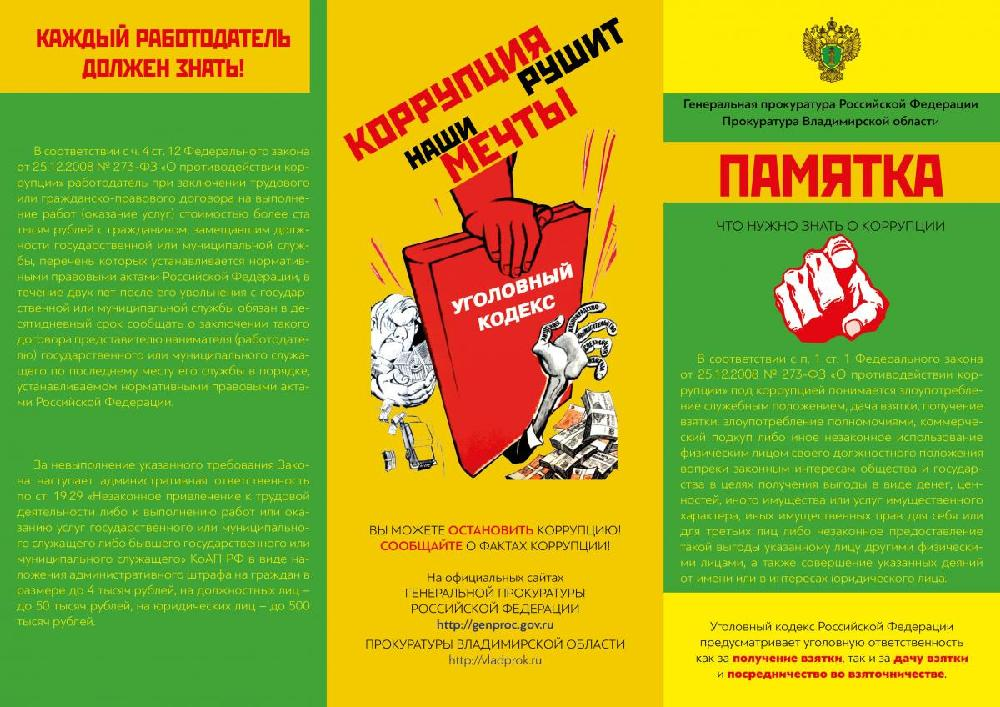 КАЖДЫЙ РАБОТОДАТЕЛЬ
ДОЛЖЕН ЗНАТЬ!
В соответствии с ч. 4 ст. 12 Федерального закона
от 25.12.2008 № 273-ФЗ «О противодействии кор-
рупции» работодатель при заключении трудового
или гражданско-правового договора на выполне-
ние работ (оказание услуг) стоимостью более ста
тысяч рублей с гражданином, замещавшим долж-
ности государственной или муниципальной служ-
бы, перечень которых устанавливается норматив-
ными правовыми актами Российской Федерации, в
течение двух лет после его увольнения с государ-
ственной или муниципальной службы обязан в де-
сятидневный срок сообщать о заключении такого
договора представителю нанимателя (работодате-
лю) государственного или муниципального служа-
щего по последнему месту его службы в порядке,
устанавливаемом нормативными правовыми акта-
ми Российской Федерации.
За невыполнение указанного требования Зако-
на наступает административная ответственность
по ст. 19.29 «Незаконное привлечение к трудовой
деятельности либо к выполнению работ или ока-
занию услуг государственного или муниципально-
го служащего либо бывшего государственного или
муниципального служащего» КоАП РФ в виде на-
ложения административного штрафа на граждан в
размере до 4 тысяч рублей, на должностных лиц –
до 50 тысяч рублей, на юридических лиц – до 500
тысяч рублей.
КОРРУПЦИЯ
РУШИТ
НАШИ
МЕЧТЫ
УГОЛОВНЫЙ
КОДЕКС
ВЫ МОЖЕТЕ ОСТАНОВИТЬ КОРРУПЦИЮ!
СООБЩАЙТЕ О ФАКТАХ КОРРУПЦИИ!
На официальных сайтах
ГЕНЕРАЛЬНОЙ ПРОКУРАТУРЫ
РОССИЙСКОЙ ФЕДЕРАЦИИ
http://genproc.gov.ru
ПРОКУРАТУРЫ ВЛАДИМИРСКОЙ ОБЛАСТИ
http://vladprok.ru
Генеральная прокуратура Российской Федерации
Прокуратура Владимирской области
ПАМЯТКА
ЧТО НУЖНО ЗНАТЬ О КОРРУПЦИИ
В соответствии с п. 1 ст. 1 Федерального закона
от 25.12.2008 № 273-ФЗ «О противодействии кор-
рупции» под коррупцией понимается злоупотребле-
ние служебным положением, дача взятки, получение
взятки, злоупотребление полномочиями, коммерче-
ский подкуп либо иное незаконное использование
физическим лицом своего должностного положения
вопреки законным интересам общества и государ-
ства в целях получения выгоды в виде денег, цен-
ностей, иного имущества или услуг имущественного
характера, иных имущественных прав для себя или
для третьих лиц либо незаконное предоставление
такой выгоды указанному лицу другими физически-
ми лицами, а также совершение указанных деяний
от имени или в интересах юридического лица.
Уголовный кодекс Российской Федерации
предусматривает уголовную ответственность
как за получение взятки, так и за дачу взятки
и посредничество во взяточничестве.